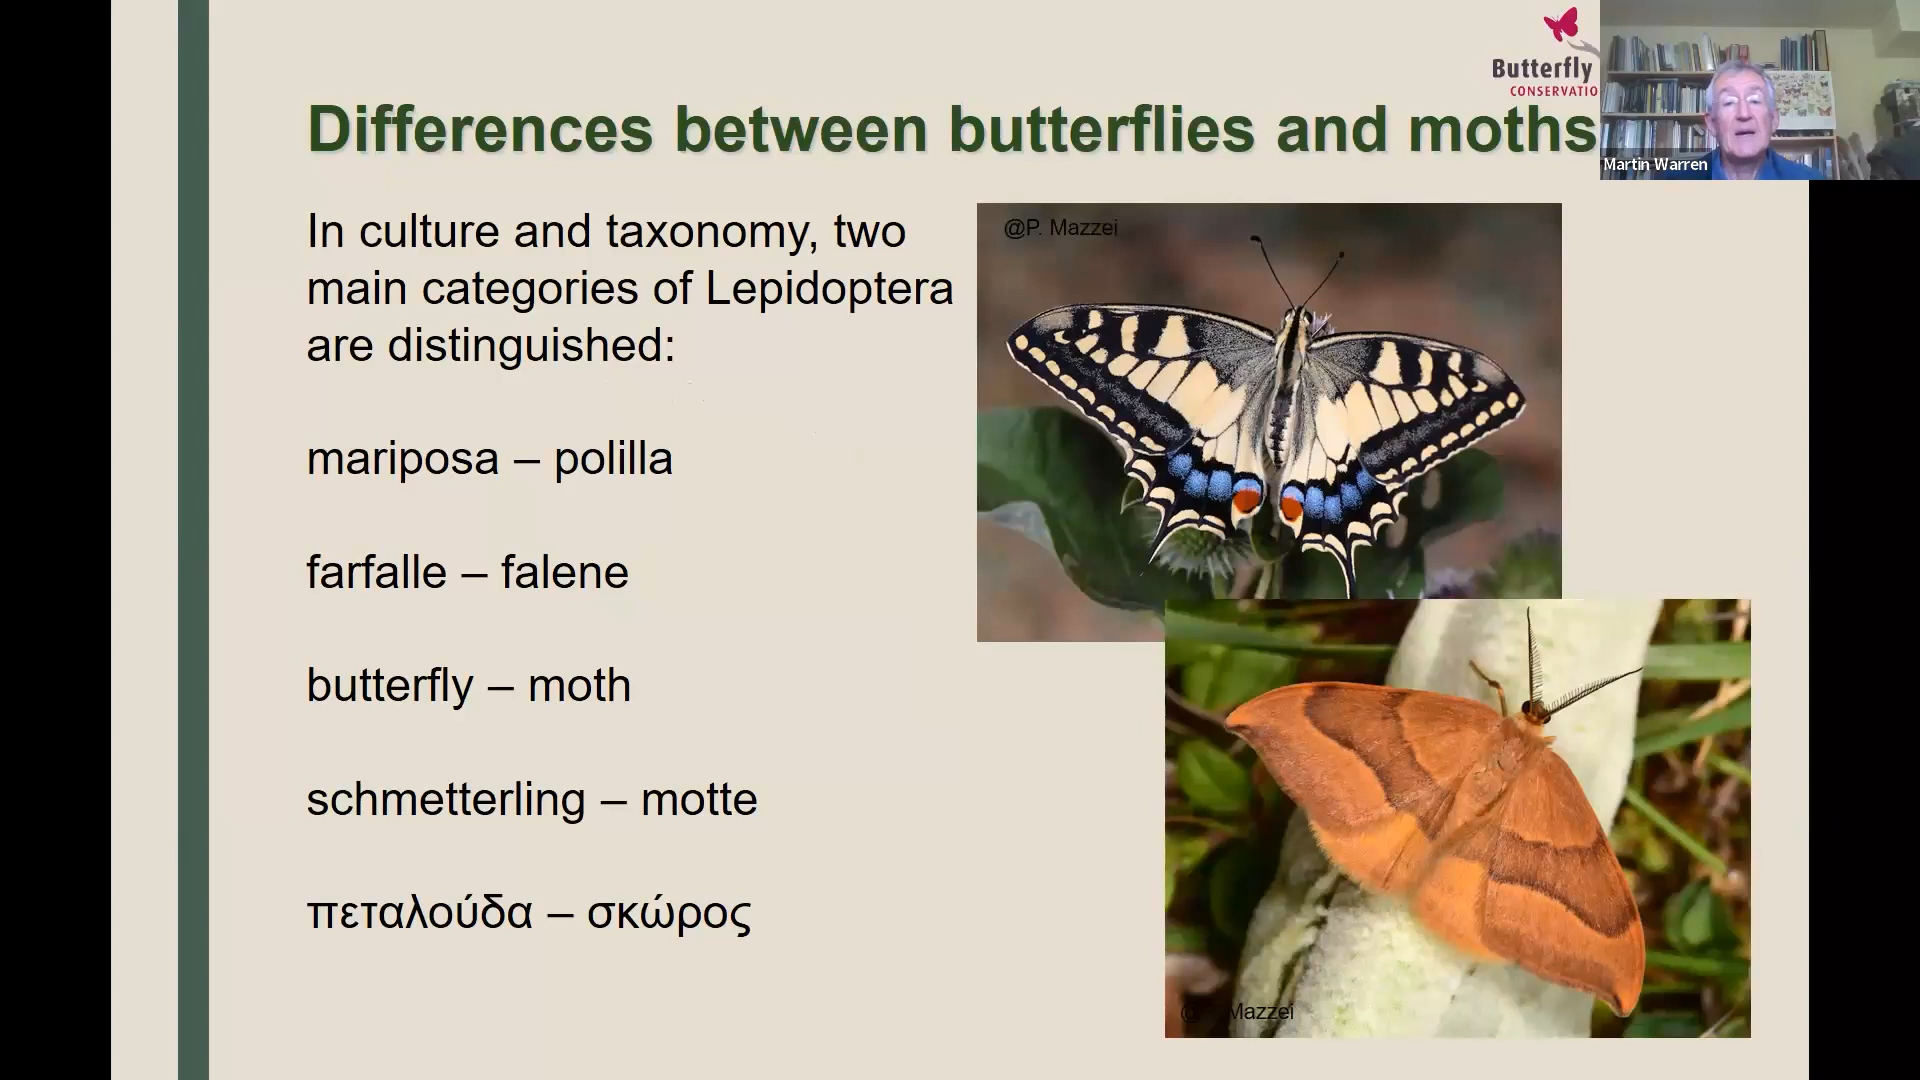 Butterfly
CONSERVATIO
Differences between butterflies and moths
Martin Warren
In culture and taxonomy, two
main categories of Lepidoptera
are distinguished:
mariposa – polilla
farfalle – falene
butterfly – moth
schmetterling – motte
πεταλούδα – σκώρος
@P. Mazzei
Mazzei